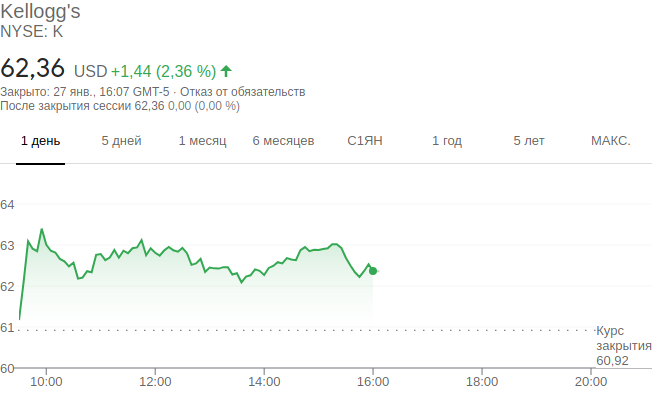 Kellogg's
NYSE: K
62,36 USD +1,44 (2,36 %)
Закрыто: 27 янв., 16:07 GMT-5 · Отказ от обязательств
После закрытия сессии 62,36 0,00 (0,00 %)
1 день 5 дней 1 месяц 6 месяцев С1ЯН 1 год 5 лет МАКС.
64
63
62
61
60
Курс
закрытия
60,92
10:00 12:00 14:00 16:00 18:00 20:00